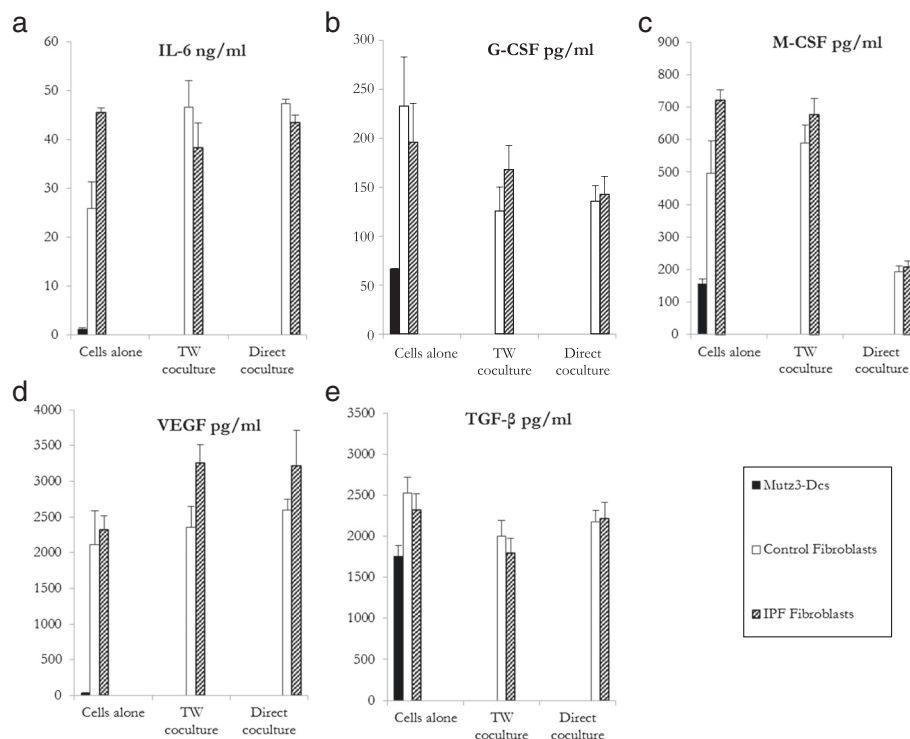 a
IL-6 ng/ml
60
50
40
30
20
10
0
Cells alone
TW
coculture
Direct
coculture
b
G-CSF pg/ml
300
250
200
150
100
50
0
Cells alone
TW
coculture
Direct
coculture
c
M-CSF pg/ml
900
800
700
600
500
400
300
200
100
0
Cells alone
TW
coculture
Direct
coculture
d
VEGF pg/ml
4000
3500
3000
2500
2000
1500
1000
500
0
Cells alone
TW
coculture
Direct
coculture
e
TGF-β pg/ml
3500
3000
2500
2000
1500
1000
500
0
Cells alone
TW
coculture
Direct
coculture
Mutz3-Dcs
Control Fibroblasts
IPF Fibroblasts